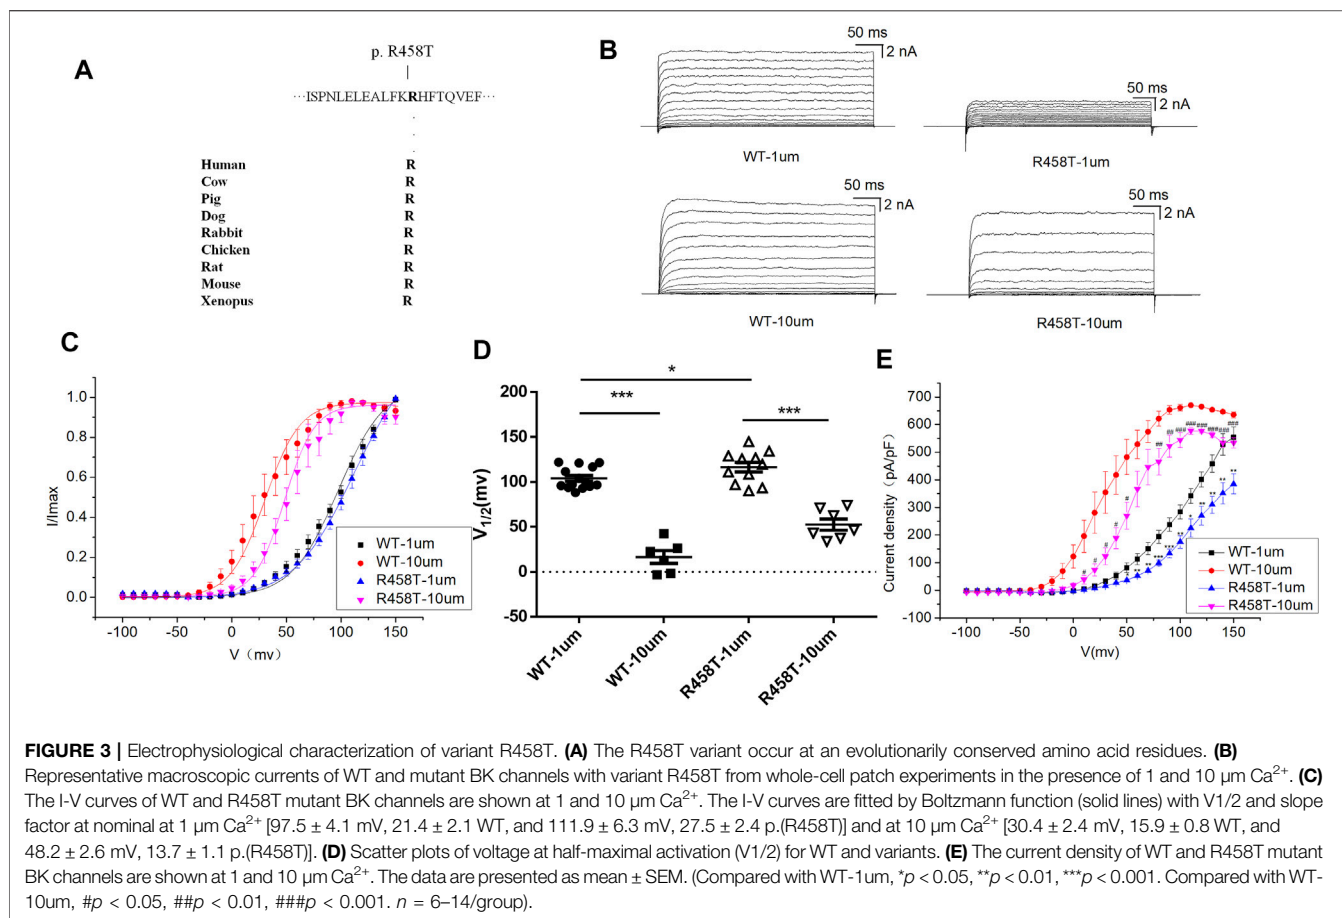 A
p. R458T
···ISPNLELEALFKRHFTQVEF···
Human R
Cow R
Pig R
Dog R
Rabbit R
Chicken R
Rat R
Mouse R
Xenopus R
B
50 ms
2 nA
WT-1um
50 ms
2 nA
R458T-1um
50 ms
2 nA
WT-10um
50 ms
2 nA
R458T-10um
C
I/Imax
1.0
0.8
0.6
0.4
0.2
0.0
WT-1um
WT-10um
R458T-1um
R458T-10um
-100 -50 0 50 100 150
V（mv）
D
V1/2(mv)
200
150
100
50
0
-50
*
***
***
WT-1um
WT-10um
R458T-1um
R458T-10um
E
Current density（pA/pF）
700
600
500
400
300
200
100
0
-100
WT-1um
WT-10um
R458T-1um
R458T-10um
-100 -50 0 50 100 150
V(mv)
FIGURE 3 | Electrophysiological characterization of variant R458T. (A) The R458T variant occur at an evolutionarily conserved amino acid residues. (B)
Representative macroscopic currents of WT and mutant BK channels with variant R458T from whole-cell patch experiments in the presence of 1 and 10 μm Ca²⁺. (C)
The I-V curves of WT and R458T mutant BK channels are shown at 1 and 10 μm Ca²⁺. The I-V curves are fitted by Boltzmann function (solid lines) with V1/2 and slope
factor at nominal at 1 μm Ca²⁺ [97.5 ± 4.1 mV, 21.4 ± 2.1 WT, and 111.9 ± 6.3 mV, 27.5 ± 2.4 p.(R458T)] and at 10 μm Ca²⁺ [30.4 ± 2.4 mV, 15.9 ± 0.8 WT, and
48.2 ± 2.6 mV, 13.7 ± 1.1 p.(R458T)]. (D) Scatter plots of voltage at half-maximal activation (V1/2) for WT and variants. (E) The current density of WT and R458T mutant
BK channels are shown at 1 and 10 μm Ca²⁺. The data are presented as mean ± SEM. (Compared with WT-1um, *p < 0.05, **p < 0.01, ***p < 0.001. Compared with WT-
10um, #p < 0.05, ##p < 0.01, ###p < 0.001. n = 6–14/group).